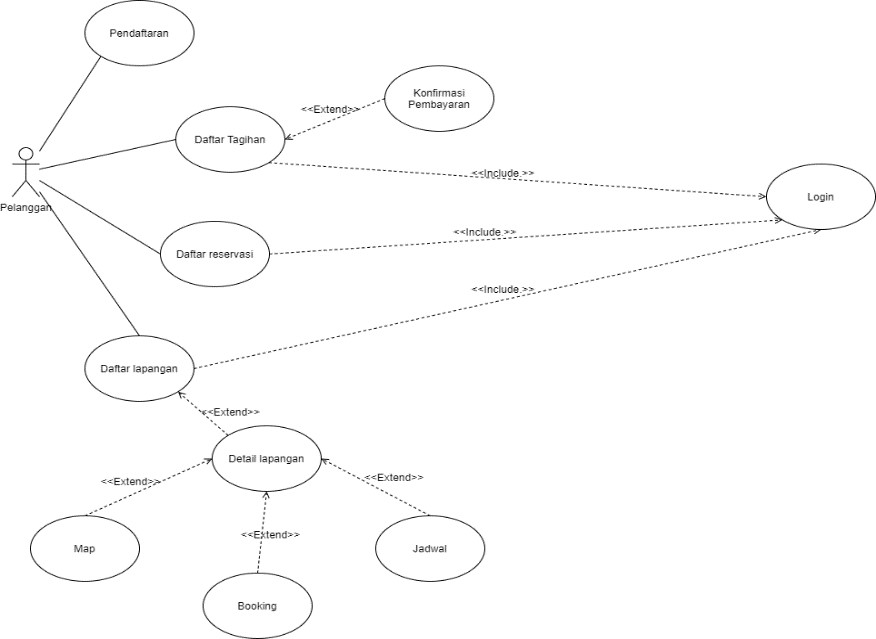 Pendaftaran
Konfirmasi
Pembayaran
<<Extend>>
Daftar Tagihan
<<Include.>>
Login
Pelanggan
<<Include.>>
Daftar reservasi
<<Include.>>
Daftar lapangan
<<Extend>>
Detail lapangan
<<Extend>>
<<Extend>>
<<Extend>>
Map
Jadwal
Booking